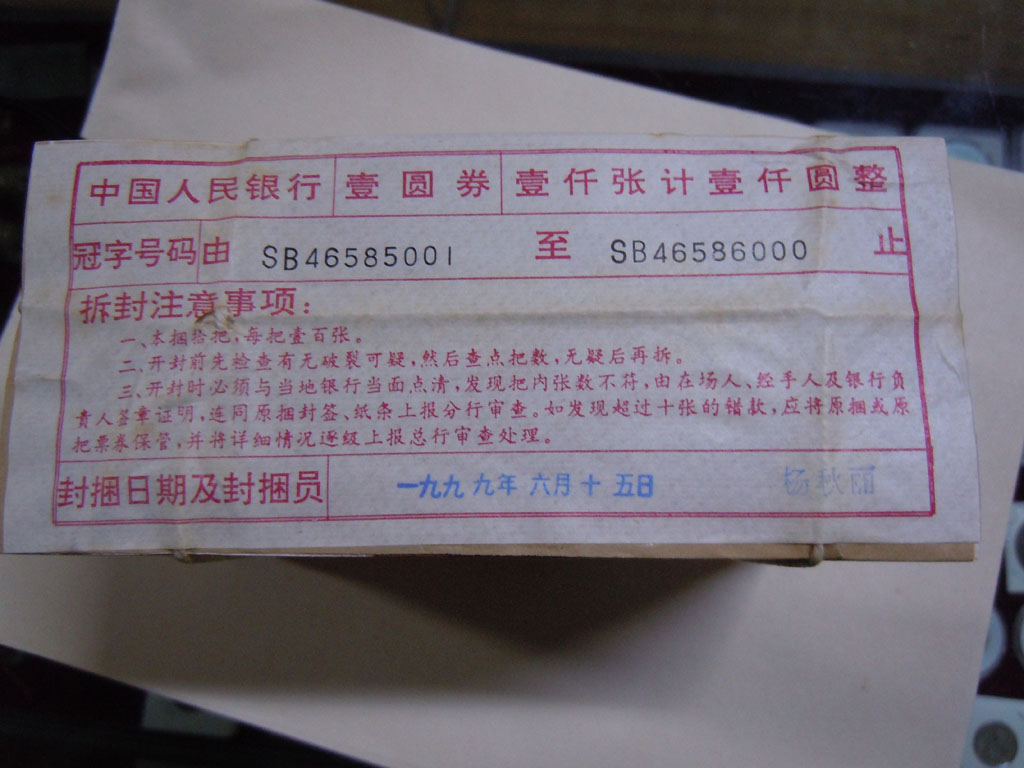 中国人民银行 壹圆券 壹仟张计壹仟圆整
冠字号码 由 SB46585001 至 SB46586000 止
拆封注意事项：
一、本捆拾把，每把壹百张。
二、开封前先检查有无破裂可疑，然后查点把数，无疑后再拆。
三、开封时必须与当地银行当面点清，发现把内张数不符，由在场人、经手人及银行负
责人签章证明，连同原捆封签、纸条上报分行审查。如发现超过十张的错款，应将原捆或原
把票券保管，并将详细情况逐级上报总行审查处理。
封捆日期及封捆员 一九九九年六月十五日 杨秋丽